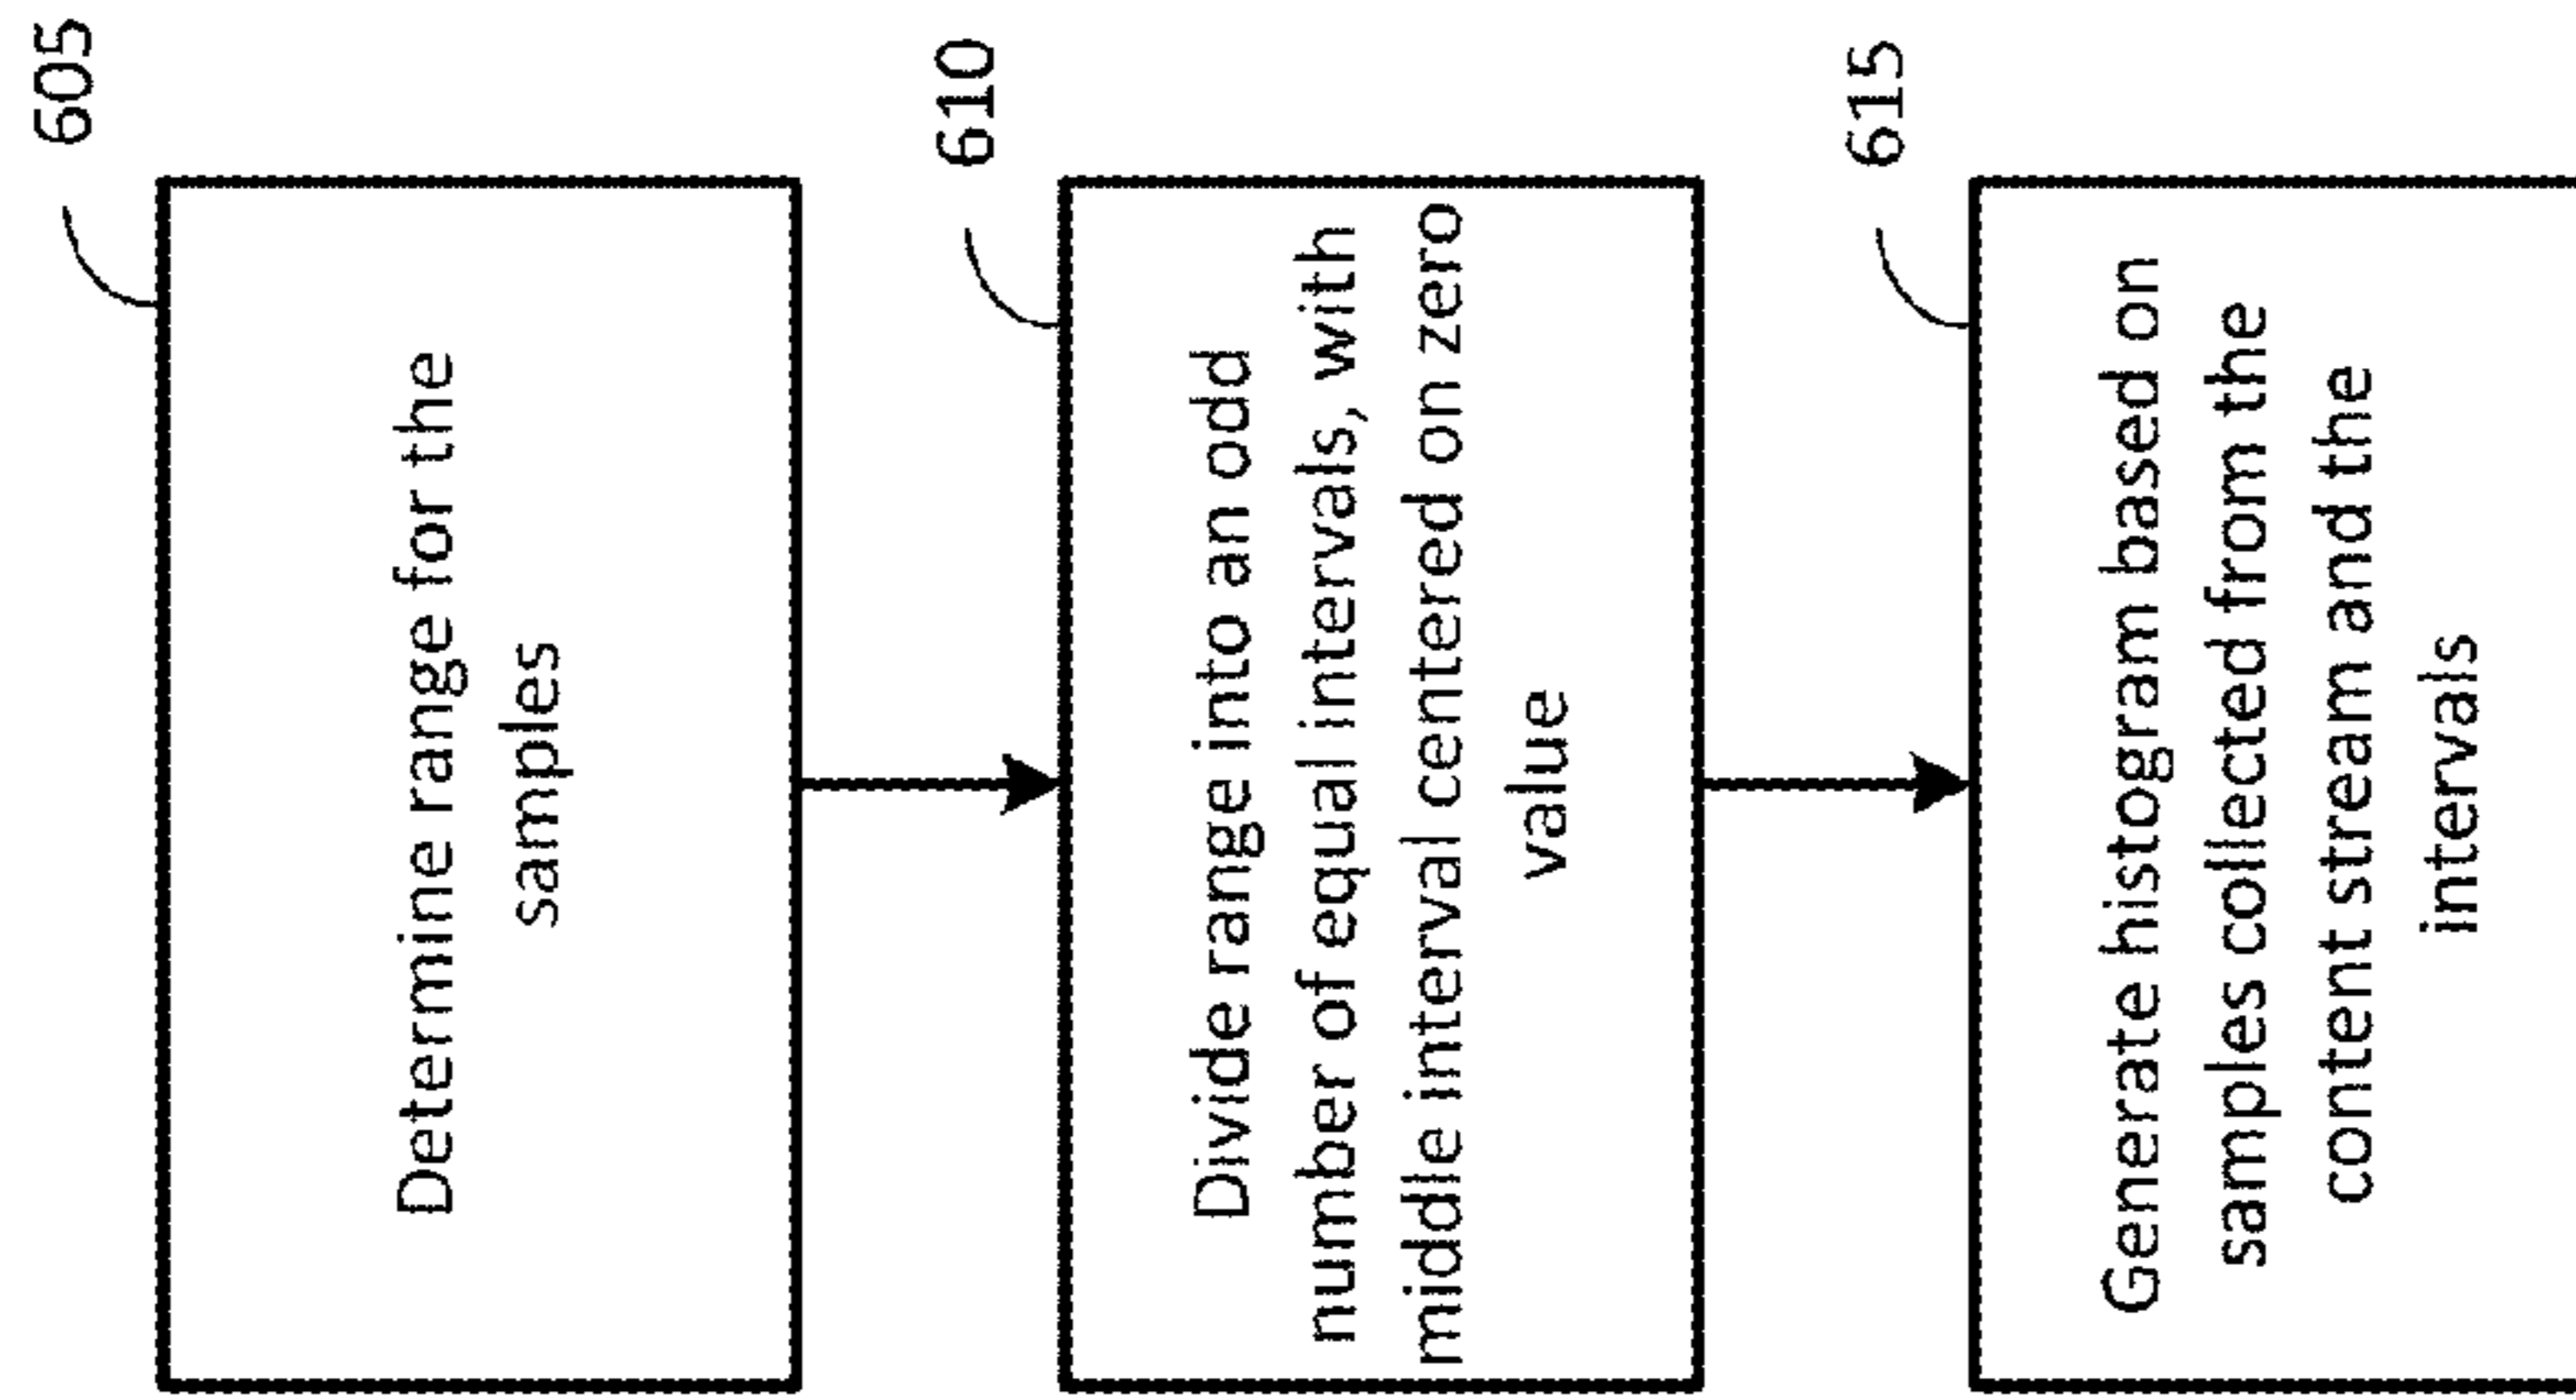 605
Determine range for the
samples
610
Divide range into an odd
number of equal intervals, with
middle interval centered on zero
value
615
Generate histogram based on
samples collected from the
content stream and the
intervals